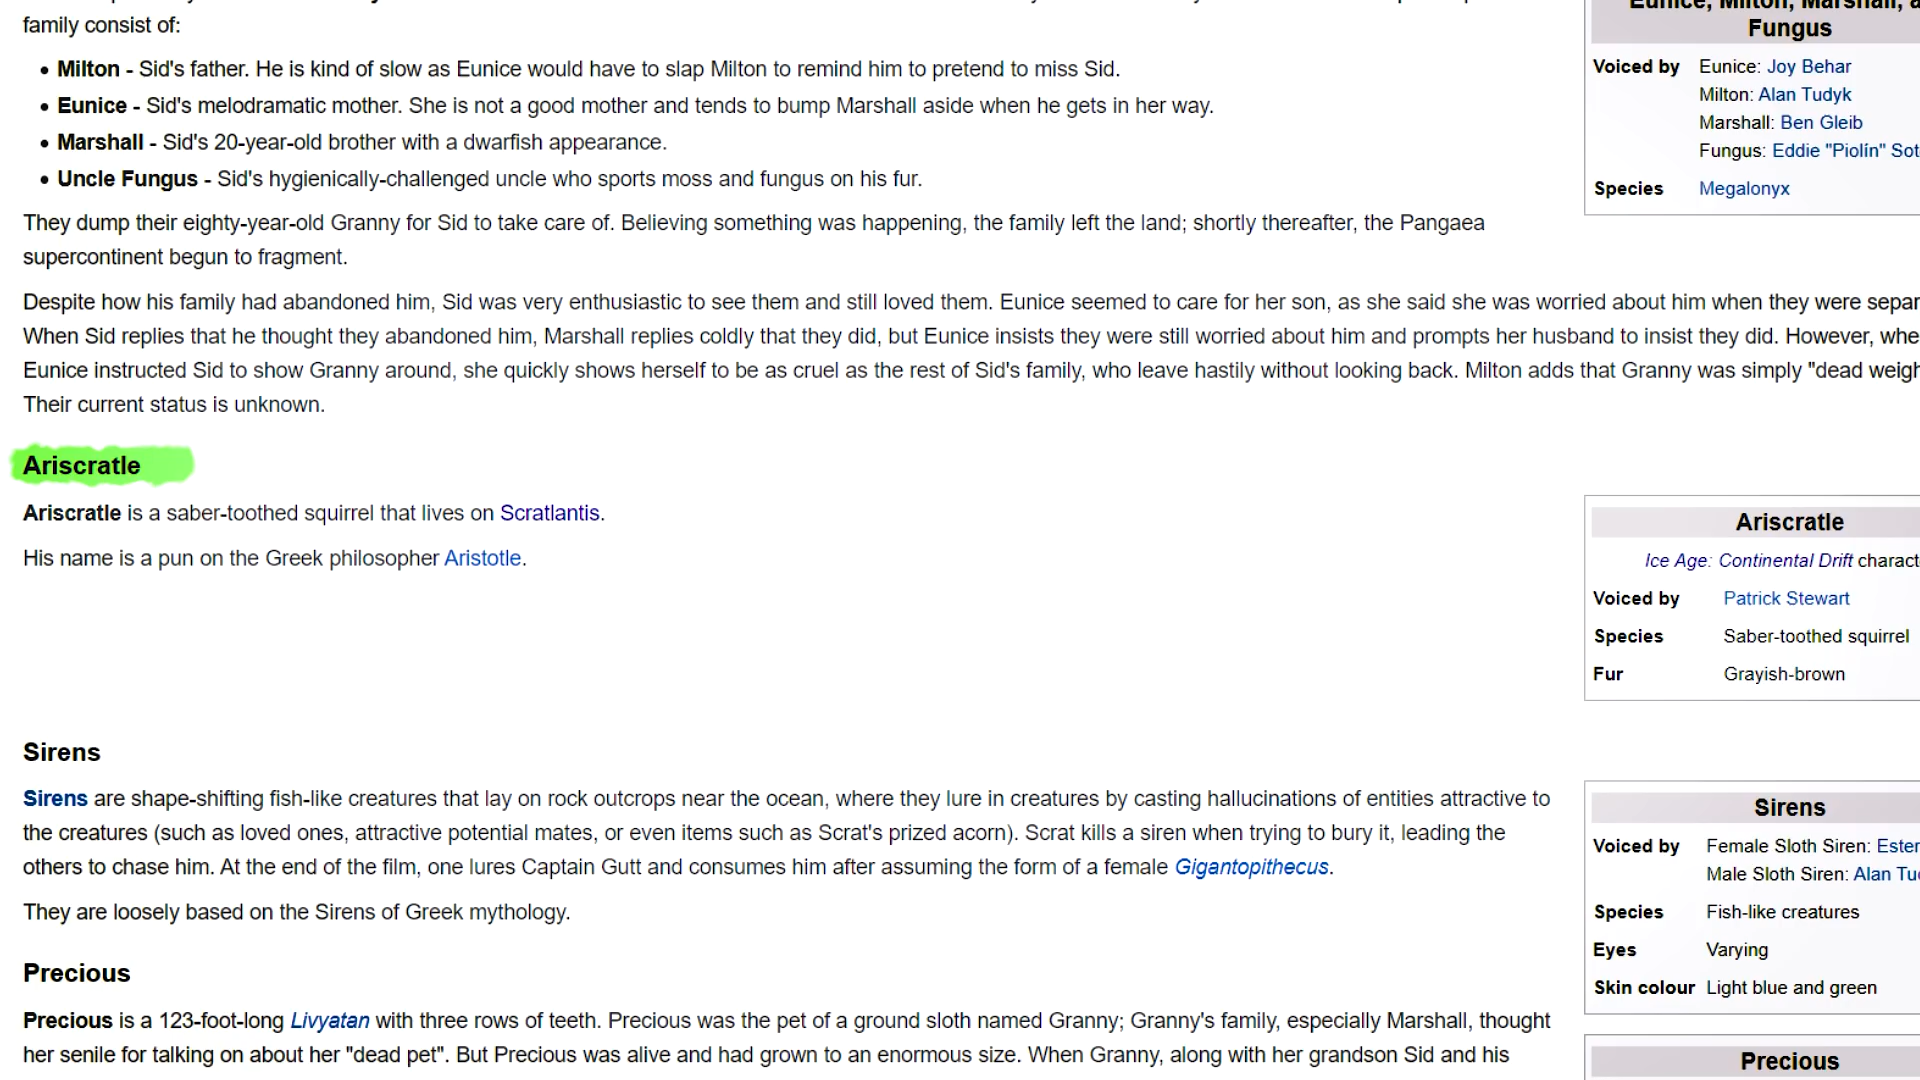 family consist of:
• Milton - Sid's father. He is kind of slow as Eunice would have to slap Milton to remind him to pretend to miss Sid.
• Eunice - Sid's melodramatic mother. She is not a good mother and tends to bump Marshall aside when he gets in her way.
• Marshall - Sid's 20-year-old brother with a dwarfish appearance.
• Uncle Fungus - Sid's hygienically-challenged uncle who sports moss and fungus on his fur.
They dump their eighty-year-old Granny for Sid to take care of. Believing something was happening, the family left the land; shortly thereafter, the Pangaea
supercontinent begun to fragment.
Eunice, Milton, Marshall,
Fungus
Voiced by Eunice: Joy Behar
Milton: Alan Tudyk
Marshall: Ben Gleib
Fungus: Eddie "Piolín"
Species Megalonyx
Despite how his family had abandoned him, Sid was very enthusiastic to see them and still loved them. Eunice seemed to care for her son, as she said she was worried about him when they were
When Sid replies that he thought they abandoned him, Marshall replies coldly that they did, but Eunice insists they were still worried about him and prompts her husband to insist they did. However,
Eunice instructed Sid to show Granny around, she quickly shows herself to be as cruel as the rest of Sid's family, who leave hastily without looking back. Milton adds that Granny was simply "dead
Their current status is unknown.
Ariscratle
Ariscratle is a saber-toothed squirrel that lives on Scratlantis.
His name is a pun on the Greek philosopher Aristotle.
Ariscratle
Ice Age: Continental Drift
Voiced by Patrick Stewart
Species Saber-toothed squirrel
Fur Grayish-brown
Sirens
Sirens are shape-shifting fish-like creatures that lay on rock outcrops near the ocean, where they lure in creatures by casting hallucinations of entities attractive to
the creatures (such as loved ones, attractive potential mates, or even items such as Scrat's prized acorn). Scrat kills a siren when trying to bury it, leading the
others to chase him. At the end of the film, one lures Captain Gutt and consumes him after assuming the form of a female Gigantopithecus.
They are loosely based on the Sirens of Greek mythology.
Sirens
Voiced by Female Sloth Siren: Ester
Male Sloth Siren: Alan
Species Fish-like creatures
Eyes Varying
Skin colour Light blue and green
Precious
Precious is a 123-foot-long Livyatan with three rows of teeth. Precious was the pet of a ground sloth named Granny; Granny's family, especially Marshall, thought
her senile for talking on about her "dead pet". But Precious was alive and had grown to an enormous size. When Granny, along with her grandson Sid and his
Precious